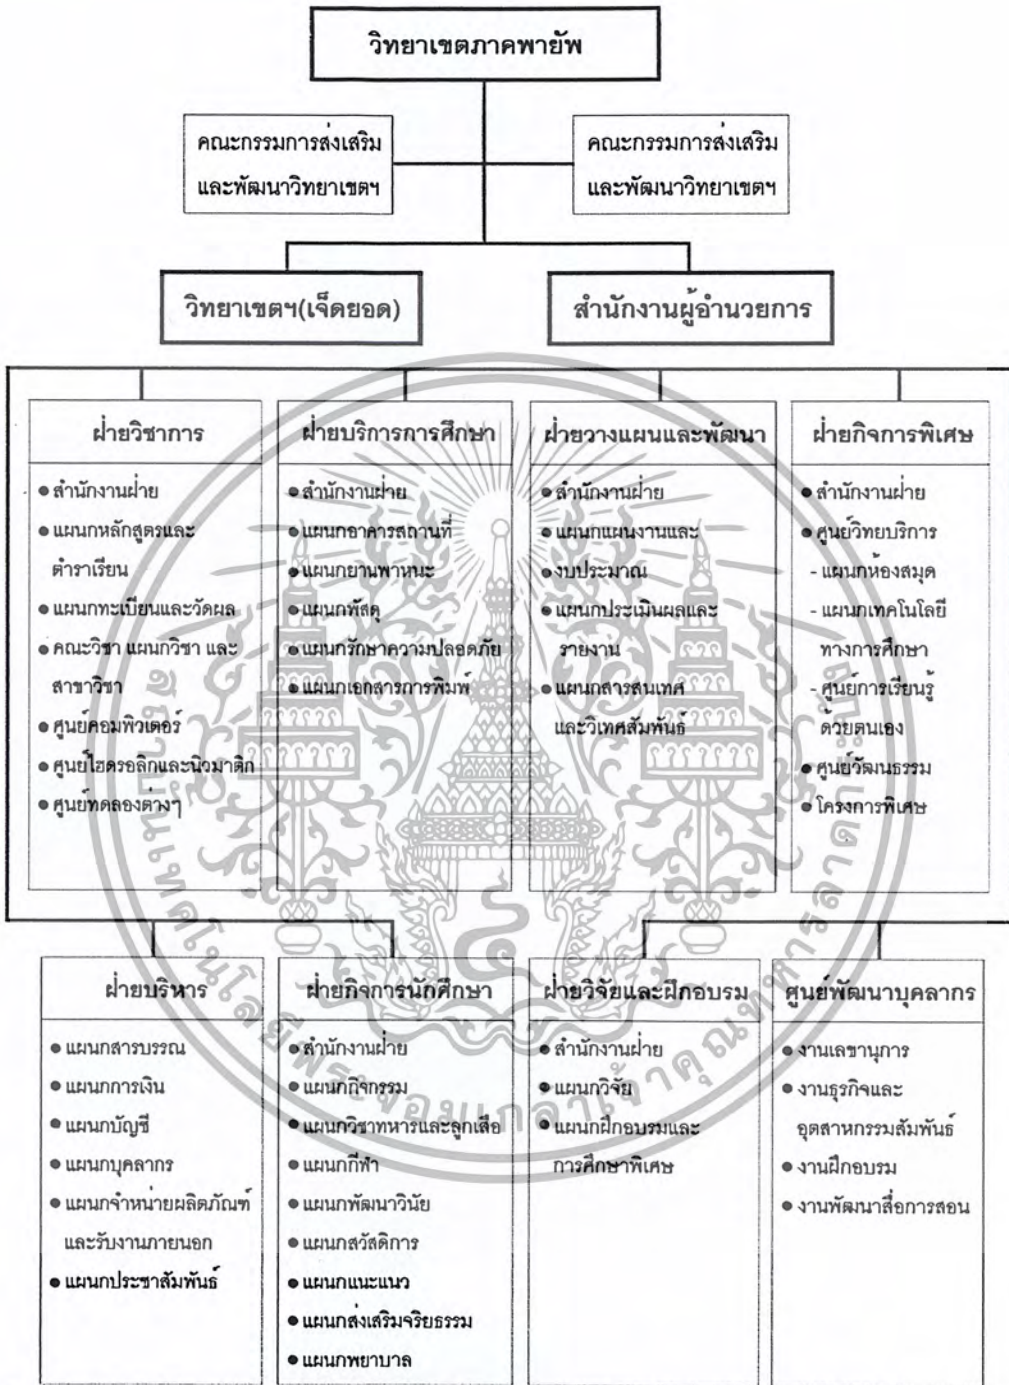 วิทยาเขตภาคพายัพ
คณะกรรมการส่งเสริม
และพัฒนาวิทยาเขตฯ
คณะกรรมการส่งเสริม
และพัฒนาวิทยาเขตฯ
วิทยาเขตฯ(เจ็ดยอด)
สำนักงานผู้อำนวยการ
ฝ่ายวิชาการ
● สำนักงานฝ่าย
● แผนกหลักสูตรและ
ตำราเรียน
● แผนกทะเบียนและวัดผล
● คณะวิชา แผนกวิชา และ
สาขาวิชา
● ศูนย์คอมพิวเตอร์
● ศูนย์ไฮดรอลิกและนิวมาติก
● ศูนย์ทดลองต่างๆ
ฝ่ายบริการการศึกษา
● สำนักงานฝ่าย
● แผนกอาคารสถานที่
● แผนกยานพาหนะ
● แผนกพัสดุ
● แผนกรักษาความปลอดภัย
● แผนกเอกสารการพิมพ์
ฝ่ายวางแผนและพัฒนา
● สำนักงานฝ่าย
● แผนกแผนงานและ
● งบประมาณ
● แผนกประเมินผลและ
รายงาน
● แผนกสารสนเทศ
และวิเทศสัมพันธ์
ฝ่ายกิจการพิเศษ
● สำนักงานฝ่าย
● ศูนย์วิทยบริการ
- แผนกห้องสมุด
- แผนกเทคโนโลยี
ทางการศึกษา
- ศูนย์การเรียนรู้
ด้วยตนเอง
● ศูนย์วัฒนธรรม
● โครงการพิเศษ
ฝ่ายบริหาร
● แผนกสารบรรณ
● แผนกการเงิน
● แผนกบัญชี
● แผนกบุคลากร
● แผนกจำหน่ายผลิตภัณฑ์
และรับงานภายนอก
● แผนกประชาสัมพันธ์
ฝ่ายกิจการนักศึกษา
● สำนักงานฝ่าย
● แผนกกิจกรรม
● แผนกวิชาทหารและลูกเสือ
● แผนกกีฬา
● แผนกพัฒนาวินัย
● แผนกสวัสดิการ
● แผนกแนะแนว
● แผนกส่งเสริมจริยธรรม
● แผนกพยาบาล
ฝ่ายวิจัยและฝึกอบรม
● สำนักงานฝ่าย
● แผนกวิจัย
● แผนกฝึกอบรมและ
การศึกษาพิเศษ
ศูนย์พัฒนาบุคลากร
● งานเลขานุการ
● งานธุรกิจและ
อุตสาหกรรมสัมพันธ์
● งานฝึกอบรม
● งานพัฒนาสื่อการสอน
สถาบันเทคโนโลยีพระจอมเกล้าเจ้าคุณทหารลาดกระบัง